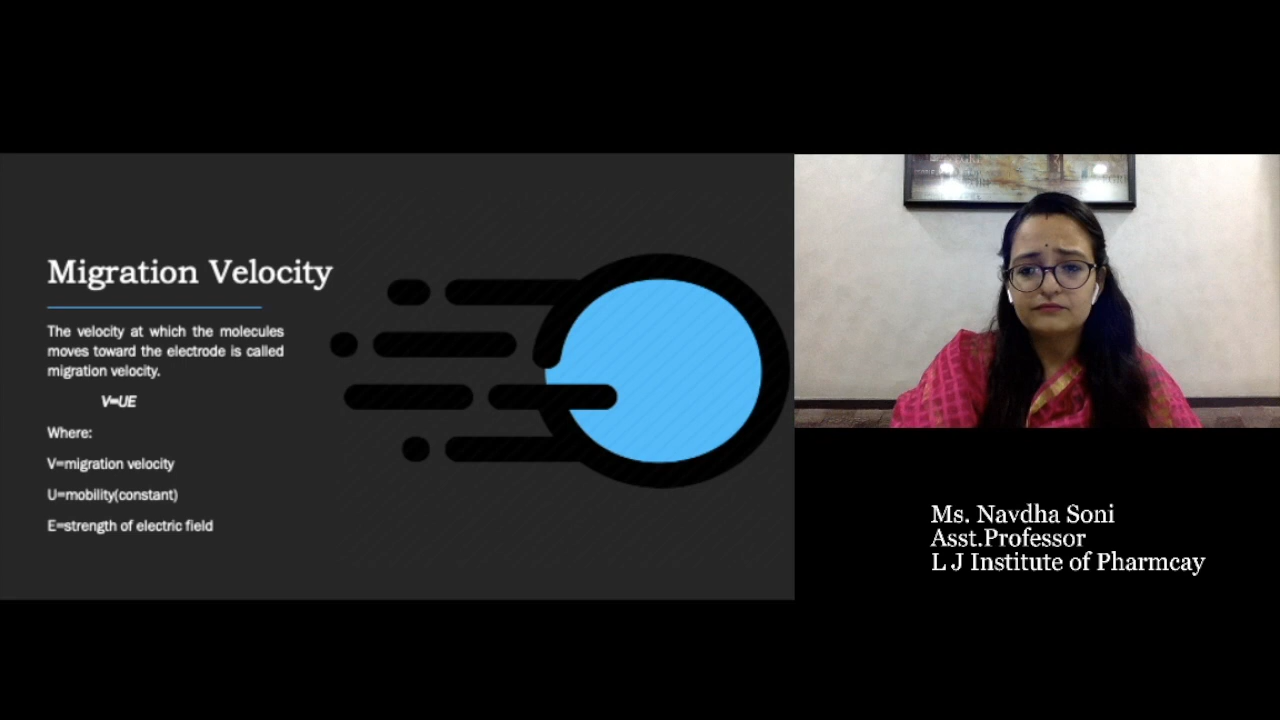 Migration Velocity
The velocity at which the molecules
moves toward the electrode is called
migration velocity.
V=UE
Where:
V=migration velocity
U=mobility(constant)
E=strength of electric field
Ms. Navdha Soni
Asst.Professor
L J Institute of Pharmcay